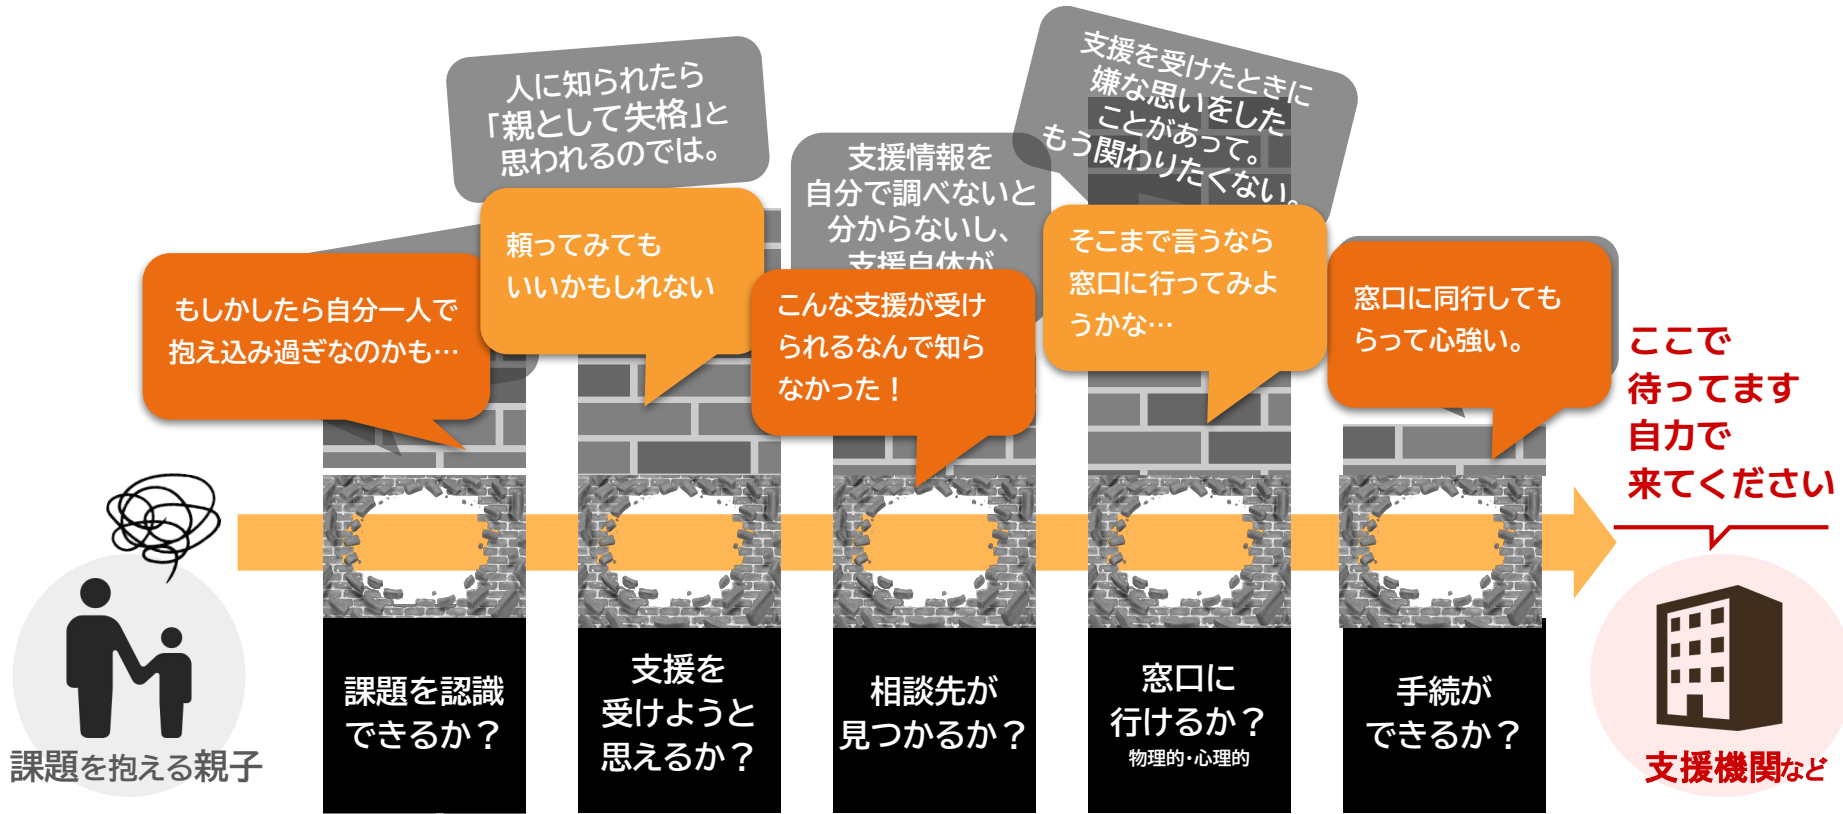 人に知られたら
「親として失格」と
思われるのでは。
支援情報を
自分で調べないと
分からないし、
支援自体が
支援を受けたときに
嫌な思いをした
ことがあって。
もう関わりたくない。
もしかしたら自分一人で
抱え込み過ぎなのかも…
頼ってみても
いいかもしれない
こんな支援が受け
られるなんて知ら
なかった！
そこまで言うなら
窓口に行ってみよ
うかな…
窓口に同行しても
らって心強い。
ここで
待ってます
自力で
来てください
課題を抱える親子
課題を認識
できるか？
支援を
受けようと
思えるか？
相談先が
見つかるか？
窓口に
行けるか？
物理的・心理的
手続が
できるか？
支援機関など